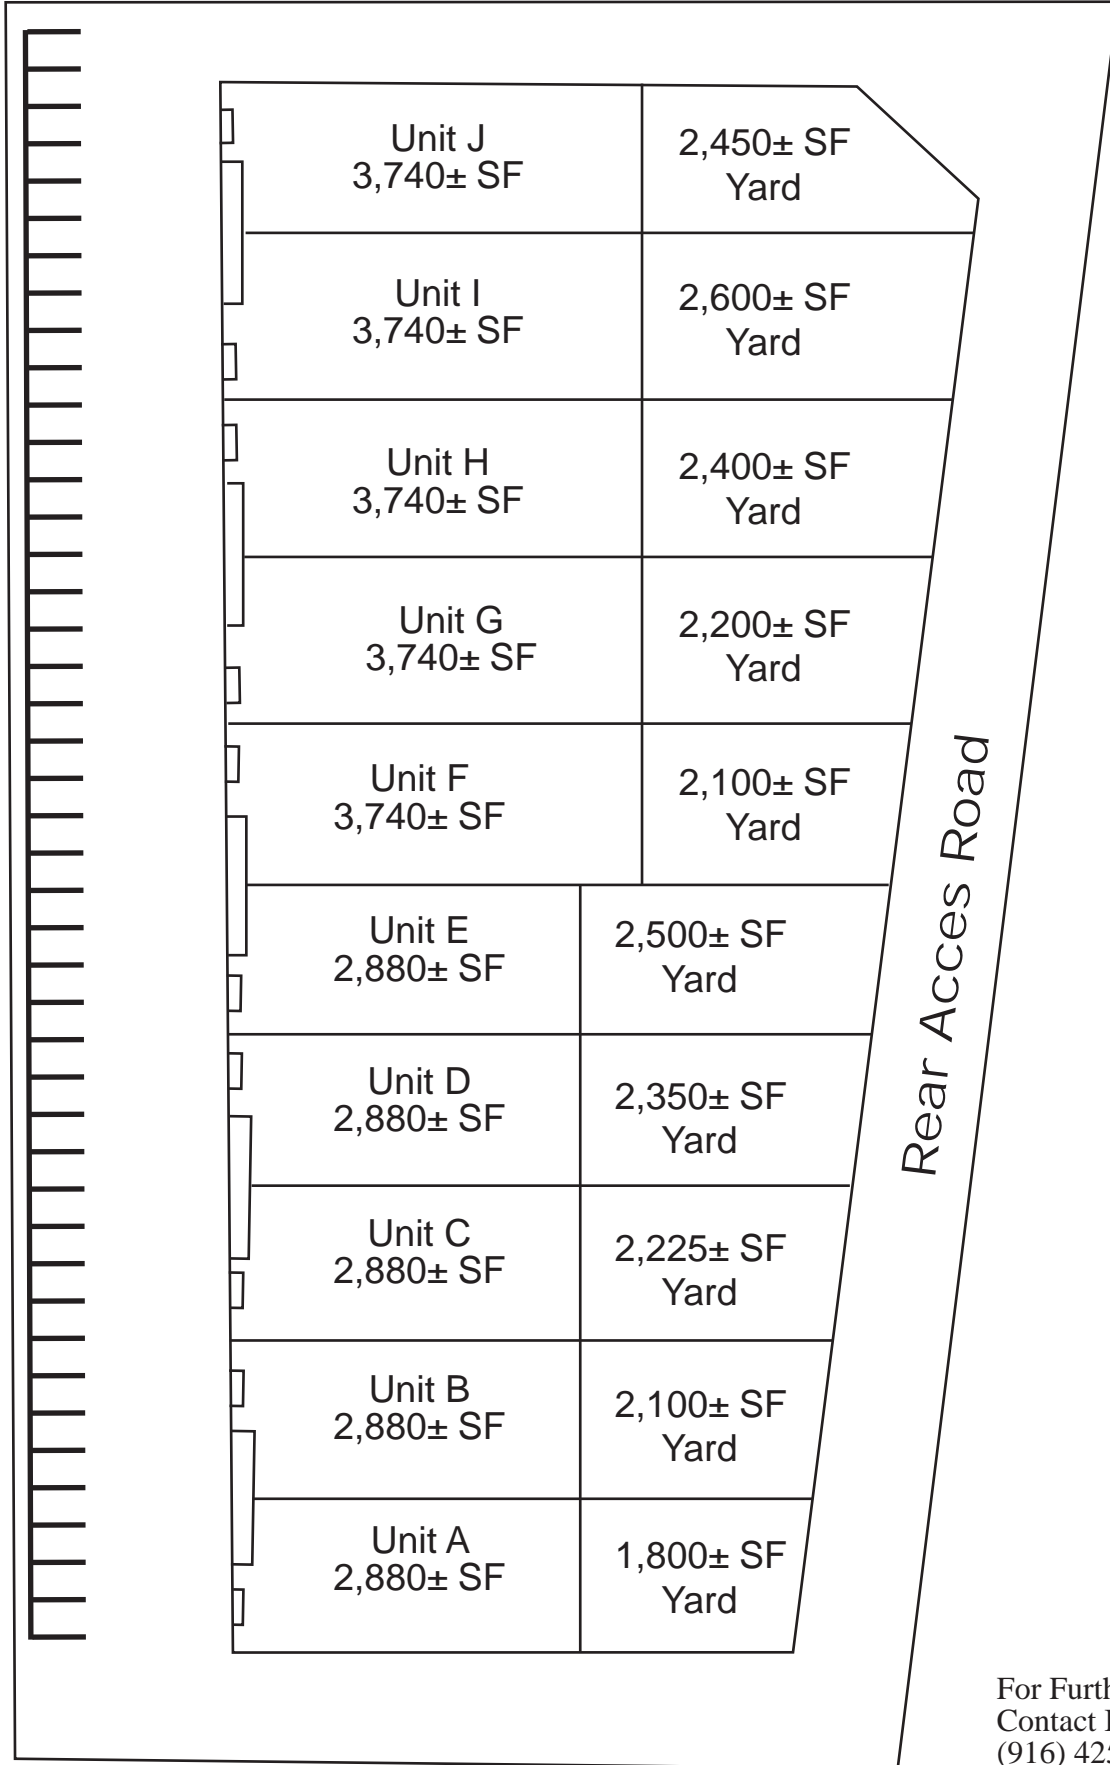 Unit J
3,740± SF
2,450± SF
Yard
Unit I
3,740± SF
2,600± SF
Yard
Unit H
3,740± SF
2,400± SF
Yard
Unit G
3,740± SF
2,200± SF
Yard
Unit F
3,740± SF
2,100± SF
Yard
Unit E
2,880± SF
2,500± SF
Yard
Unit D
2,880± SF
2,350± SF
Yard
Unit C
2,880± SF
2,225± SF
Yard
Unit B
2,880± SF
2,100± SF
Yard
Unit A
2,880± SF
1,800± SF
Yard
Rear Acces Road
For
Contact
(916)